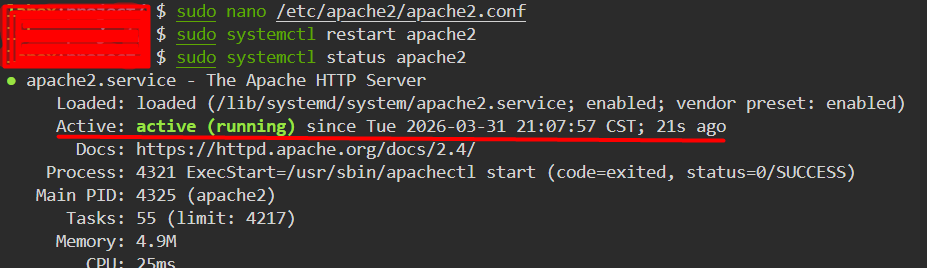 $ sudo nano /etc/apache2/apache2.conf
$ sudo systemctl restart apache2
$ sudo systemctl status apache2
● apache2.service - The Apache HTTP Server
Loaded: loaded (/lib/systemd/system/apache2.service; enabled; vendor preset: enabled)
Active: active (running) since Tue 2026-03-31 21:07:57 CST; 21s ago
Docs: https://httpd.apache.org/docs/2.4/
Process: 4321 ExecStart=/usr/sbin/apachectl start (code=exited, status=0/SUCCESS)
Main PID: 4325 (apache2)
Tasks: 55 (limit: 4217)
Memory: 4.9M
CPU: 25ms